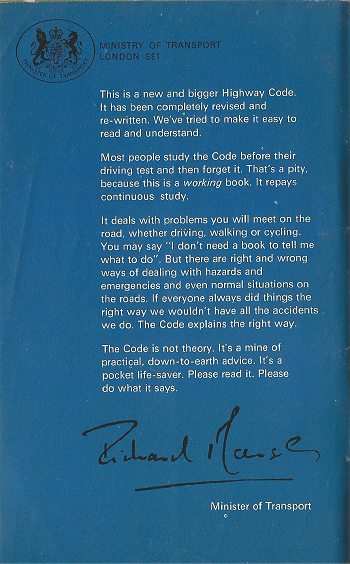 MINISTER OF TRANSPORT
MINISTRY OF TRANSPORT
LONDON SE1
This is a new and bigger Highway Code.
It has been completely revised and
re-written. We've tried to make it easy to
read and understand.
Most people study the Code before their
driving test and then forget it. That's a pity,
because this is a working book. It repays
continuous study.
It deals with problems you will meet on the
road, whether driving, walking or cycling.
You may say "I don't need a book to tell me
what to do". But there are right and wrong
ways of dealing with hazards and
emergencies and even normal situations on
the roads. If everyone always did things the
right way we wouldn't have all the accidents
we do. The Code explains the right way.
The Code is not theory. It's a mine of
practical, down-to-earth advice. It's a
pocket life-saver. Please read it. Please
do what it says.
Richard Marsh
Minister of Transport